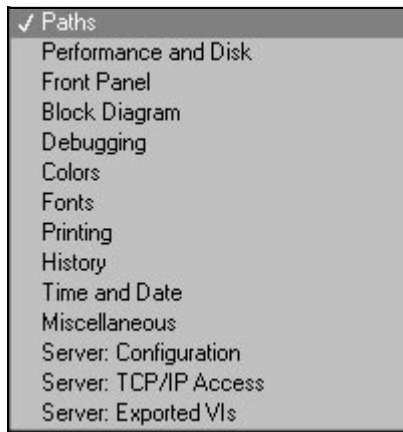 ✓ Paths
Performance and Disk
Front Panel
Block Diagram
Debugging
Colors
Fonts
Printing
History
Time and Date
Miscellaneous
Server: Configuration
Server: TCP/IP Access
Server: Exported VIs